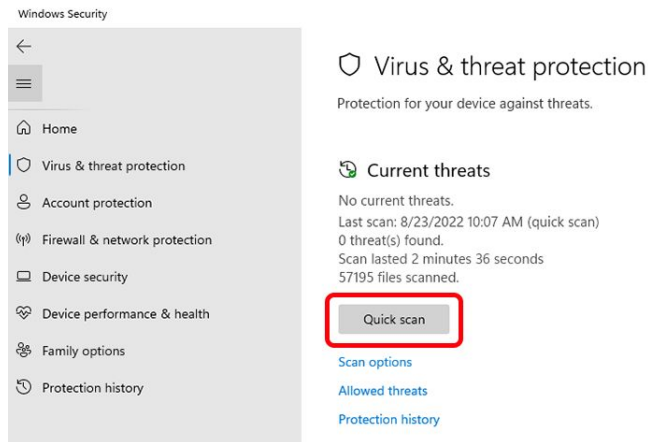 Windows Security
Home
Virus & threat protection
Account protection
Firewall & network protection
Device security
Device performance & health
Family options
Protection history
Virus & threat protection
Protection for your device against threats.
Current threats
No current threats.
Last scan: 8/23/2022 10:07 AM (quick scan)
0 threat(s) found.
Scan lasted 2 minutes 36 seconds
57195 files scanned.
Quick scan
Scan options
Allowed threats
Protection history